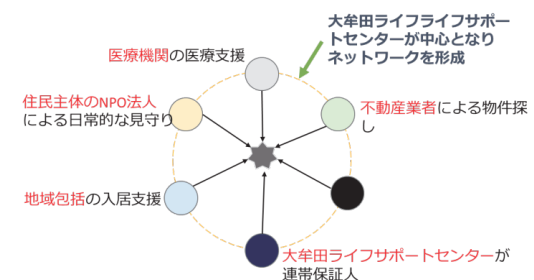 大牟田ライフライフサポー
トセンターが中心となり
ネットワークを形成
医療機関の医療支援
住民主体のNPO法人
による日常的な見守り
不動産業者による物件探
し
地域包括の入居支援
大牟田ライフサポートセンターが
連帯保証人